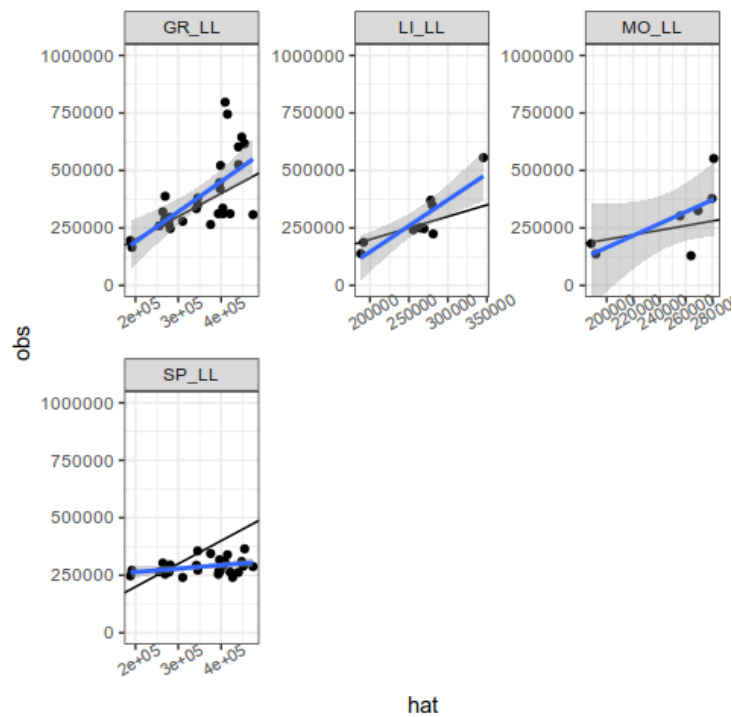 GR_LL LI_LL MO_LL
1000000 1000000 1000000
750000 750000 750000
500000 500000 500000
250000 250000 250000
0 0 0
2e+05 3e+05 4e+05 200000 250000 300000 350000 200000 220000 240000 260000 280000
obs
SP_LL
1000000
750000
500000
250000
0
2e+05 3e+05 4e+05
hat